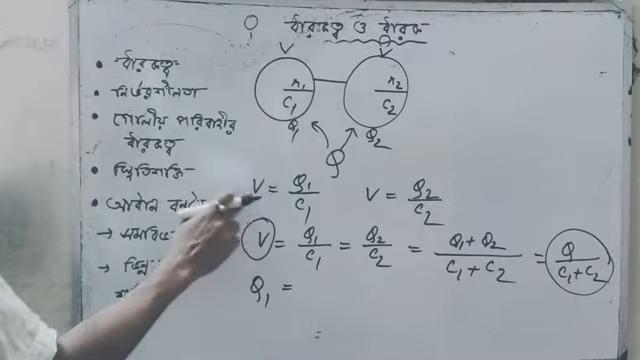 ধারকত্ব ও ধারক
• ধারকত্ব
• নির্ভরশীলতা
• গোলীয় পরিবাহীর
ধারকত্ব
• স্থিতিশক্তি
• আধান
→
→ ভিন্ন
V V
r₁ r₂
C₁ C₂
Q₁ Q₂
Q
V = Q₁/C₁ V = Q₂/C₂
V = Q₁/C₁ = Q₂/C₂ = (Q₁ + Q₂)/(C₁ + C₂) = Q/(C₁ + C₂)
Q₁ =
=